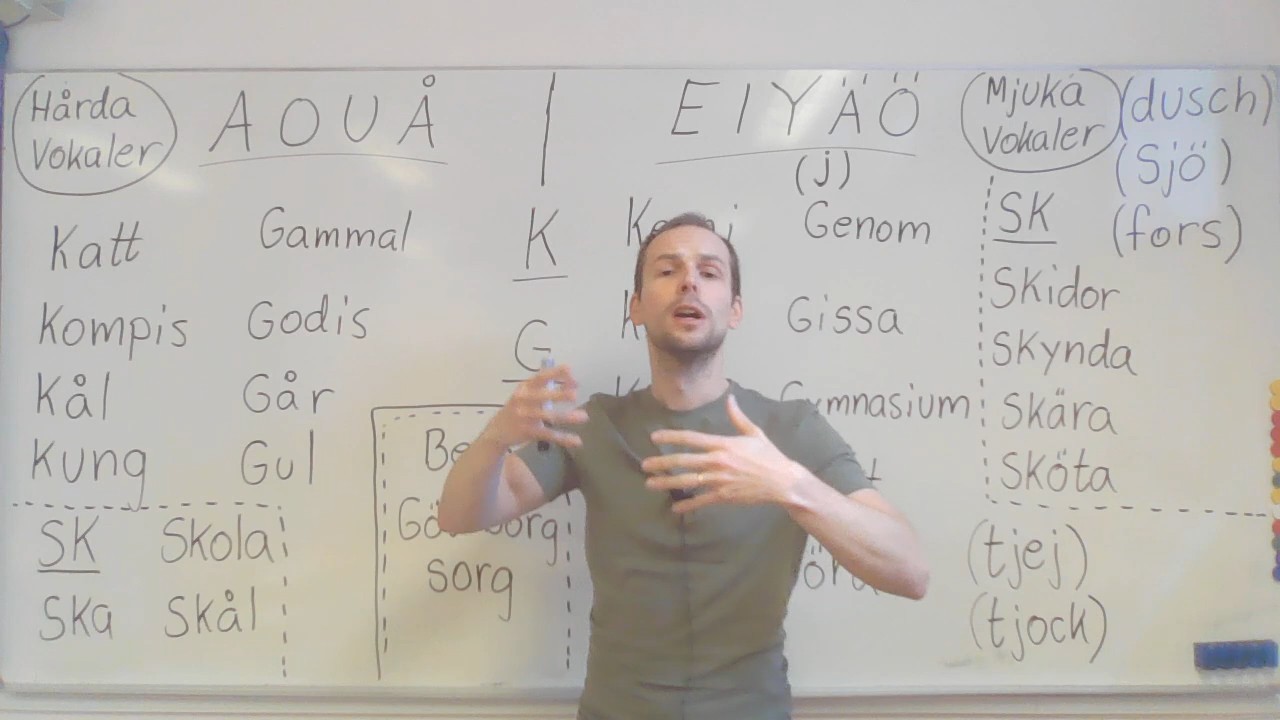 Hårda
Vokaler
A O U Å
E I Y Ä Ö
(j)
Mjuka
Vokaler
(dusch)
(Sjö)
(fors)
Katt
Kompis
Kål
Kung
Gammal
Godis
Går
Gul
K
G
Genom
Gissa
Gymnasium
SK
Skidor
Skynda
Skära
Sköta
SK
Skola
Ska
Skål
sorg
(tjej)
(tjock)